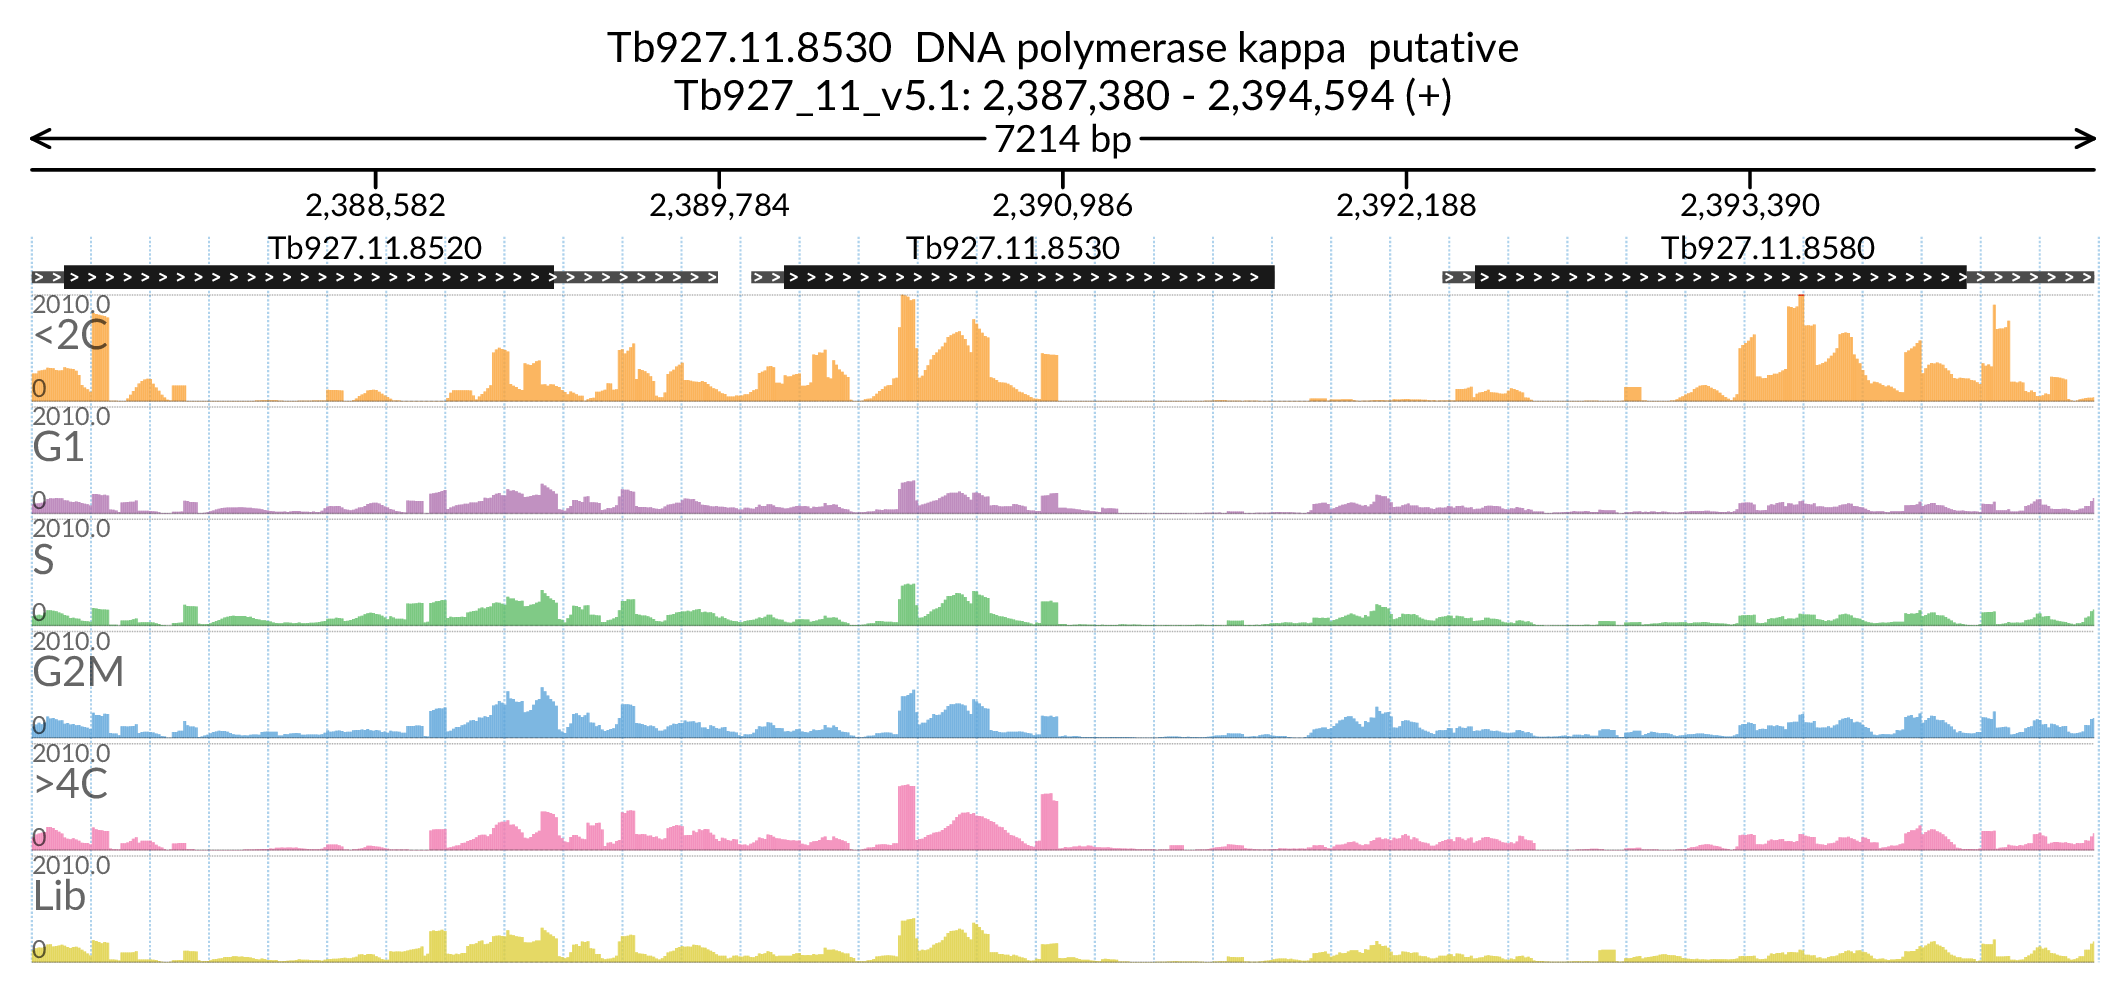 Tb927.11.8530  DNA polymerase kappa  putative
Tb927_11_v5.1: 2,387,380 - 2,394,594 (+)
7214 bp
2,388,582 2,389,784 2,390,986 2,392,188 2,393,390
Tb927.11.8520 Tb927.11.8530 Tb927.11.8580
2010.0
<2C
0
2010.0
G1
0
2010.0
S
0
2010.0
G2M
0
2010.0
>4C
0
2010.0
Lib
0